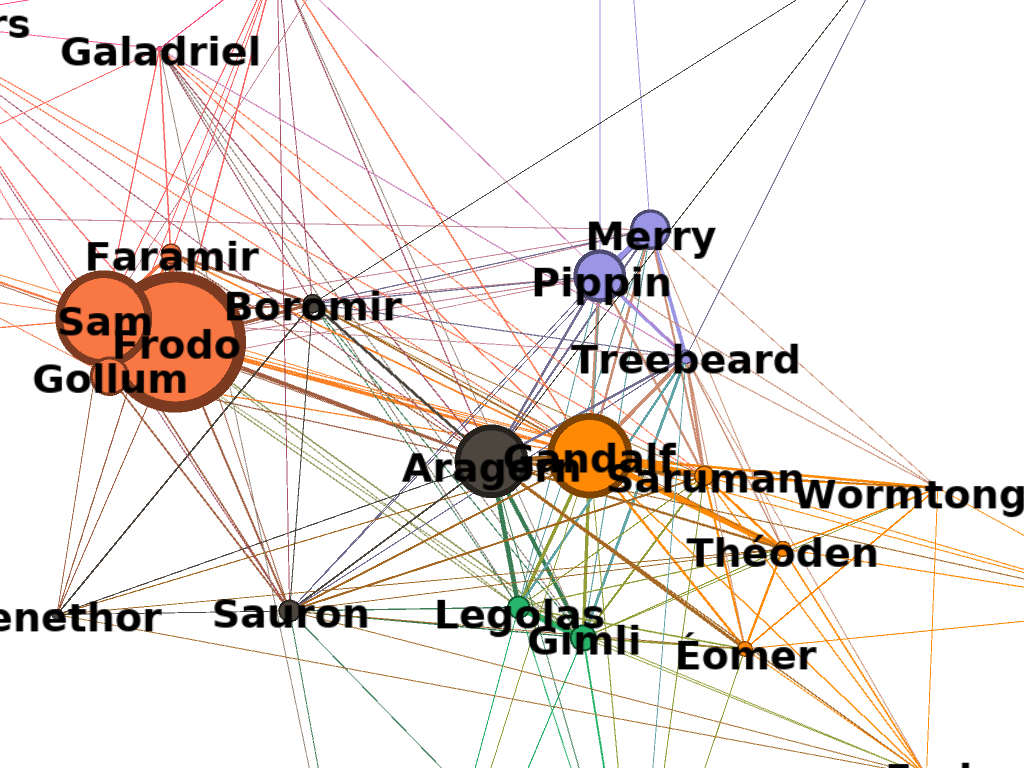 rs
Galadriel
Merry
Faramir
Pippin
Boromir
Sam
Frodo
Treebeard
Gollum
Aragorn
Gandalf
Saruman
Wormtong
Théoden
enethor
Sauron
Legolas
Gimli
Éomer